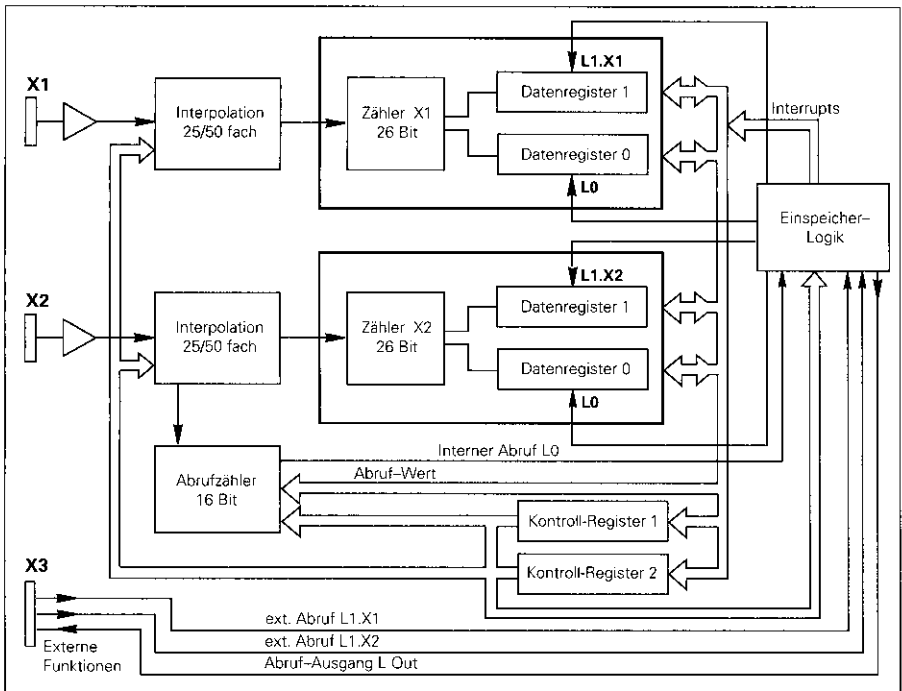 X1
Interpolation
25/50 fach
Zähler X1
26 Bit
L1.X1
Datenregister 1
Datenregister 0
L0
Interrupts
Einspeicher–
Logik
X2
Interpolation
25/50 fach
Zähler X2
26 Bit
L1.X2
Datenregister 1
Datenregister 0
L0
Interner Abruf L0
Abruf–Wert
Abrufzähler
16 Bit
Kontroll-Register 1
Kontroll-Register 2
X3
Externe
Funktionen
ext. Abruf L1.X1
ext. Abruf L1.X2
Abruf–Ausgang L Out